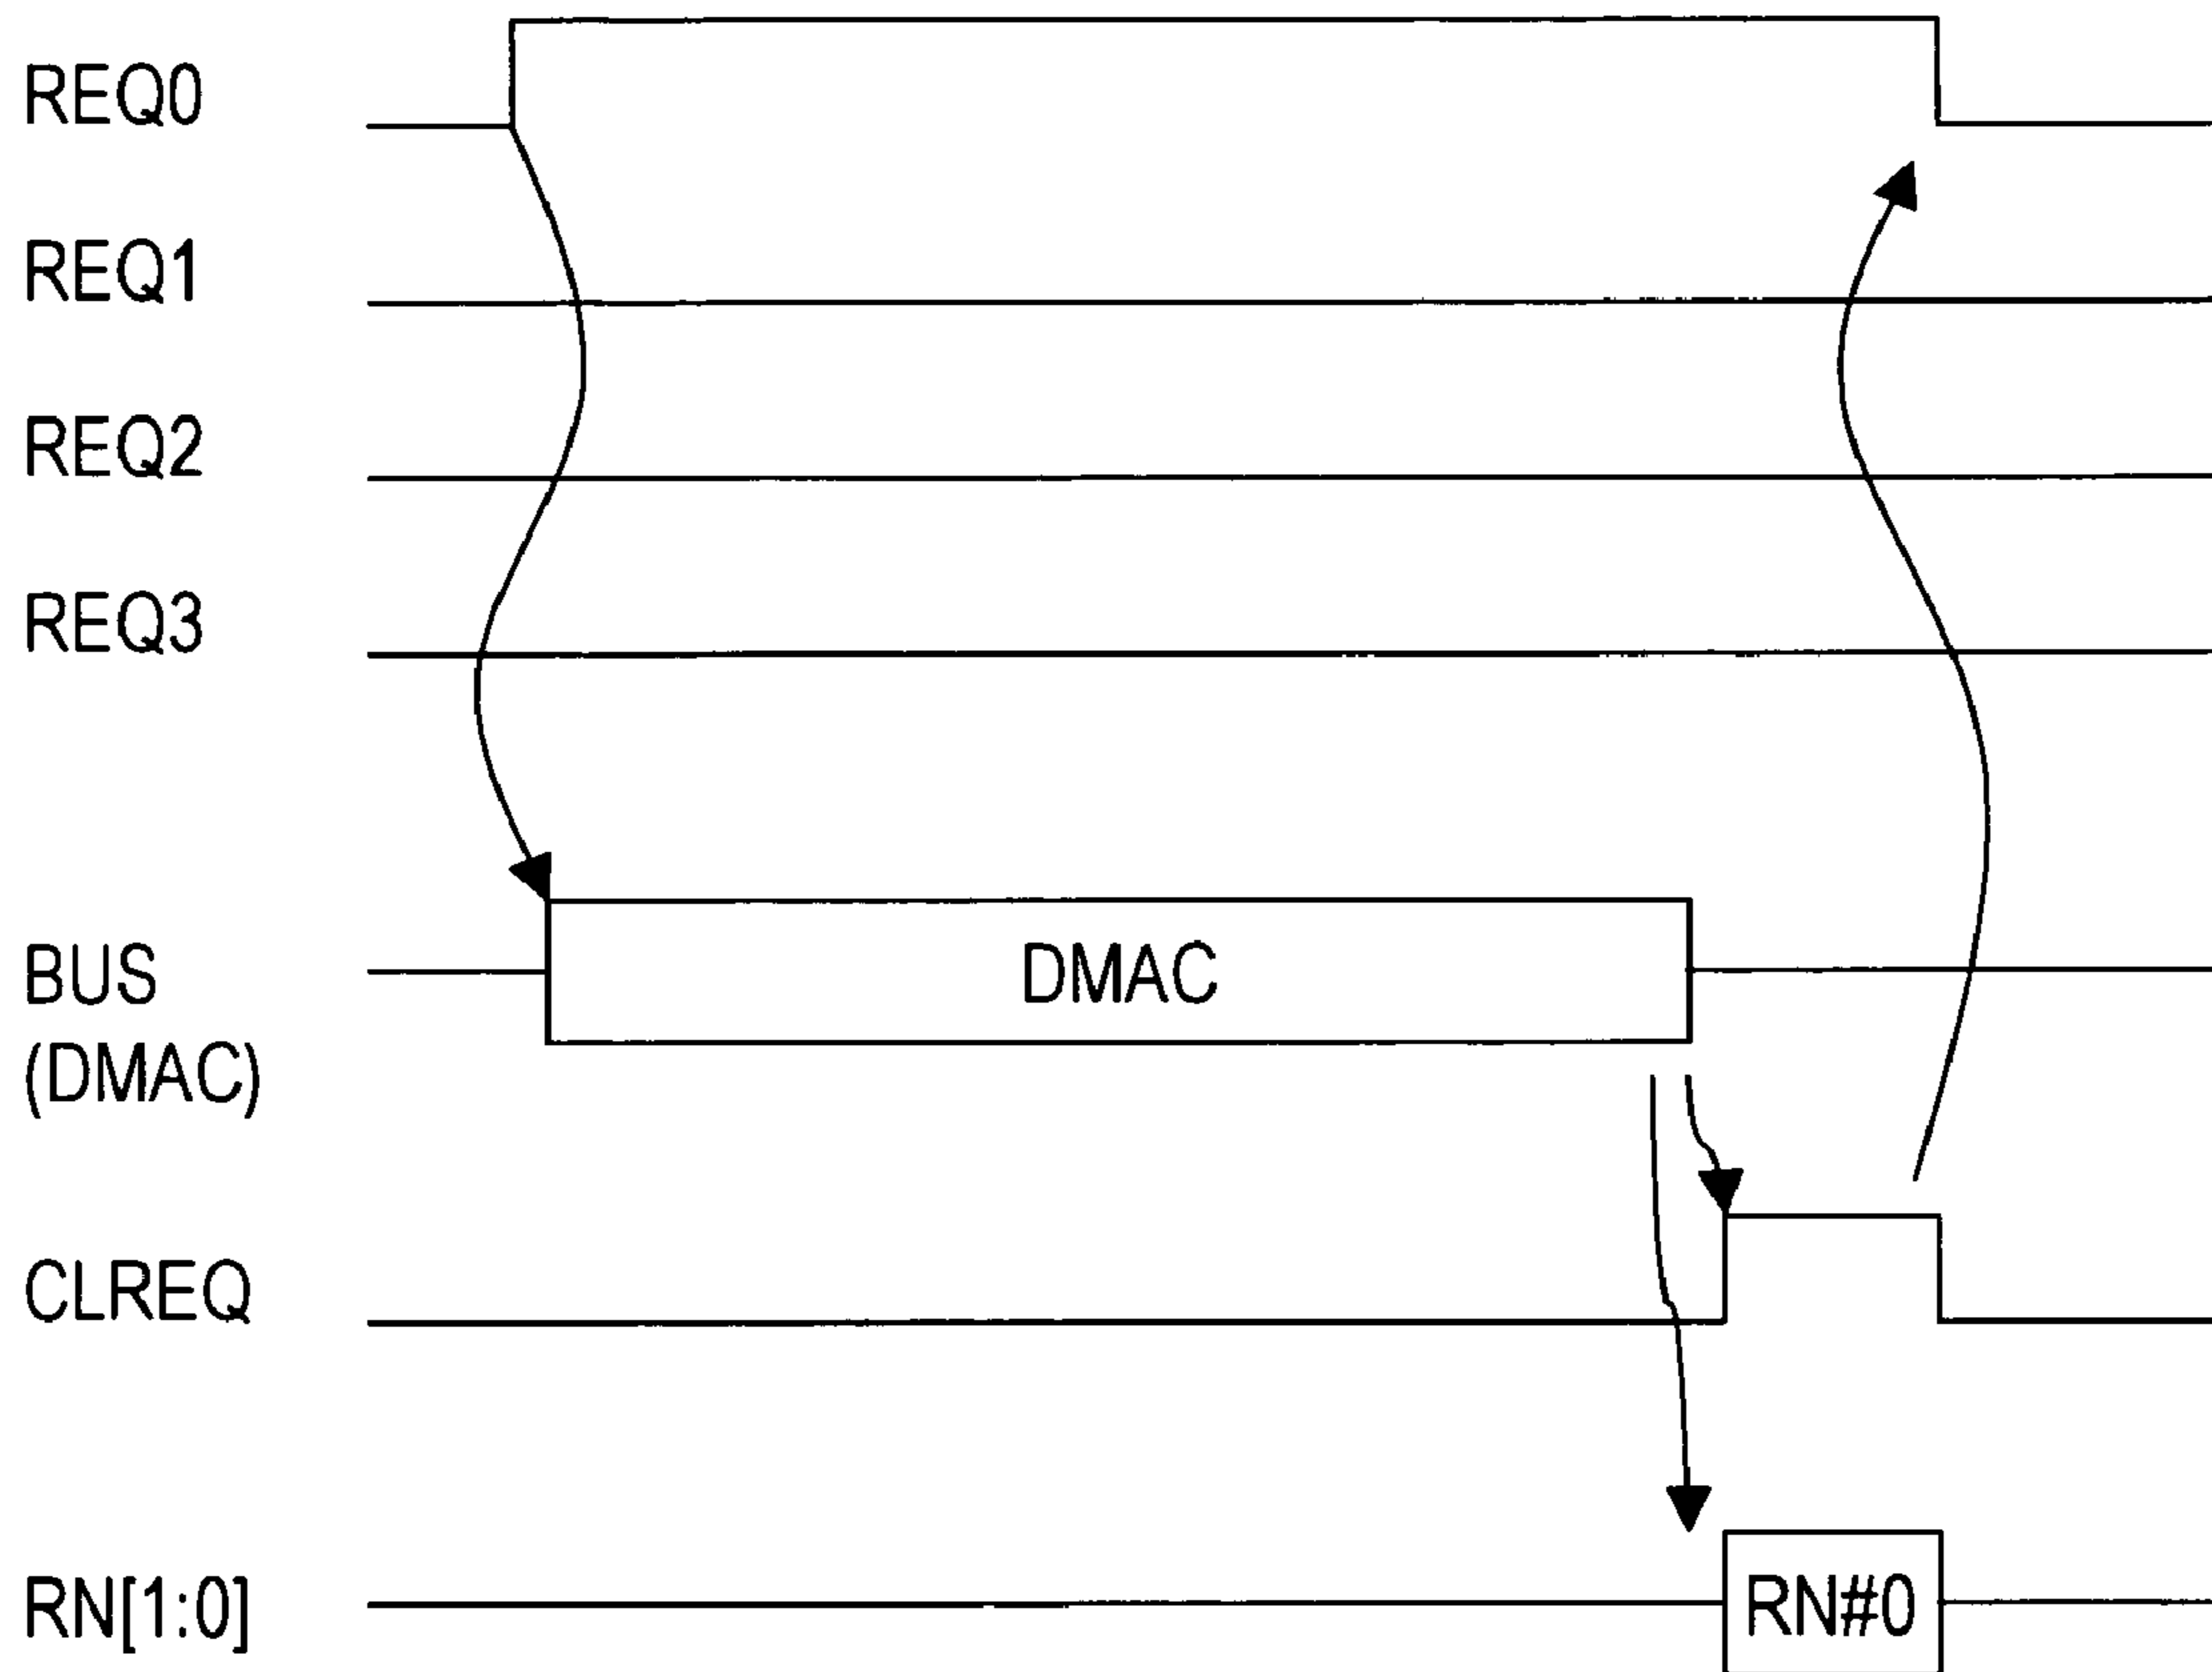 REQ0
REQ1
REQ2
REQ3
BUS
(DMAC)
DMAC
CLREQ
RN[1:0]
RN#0